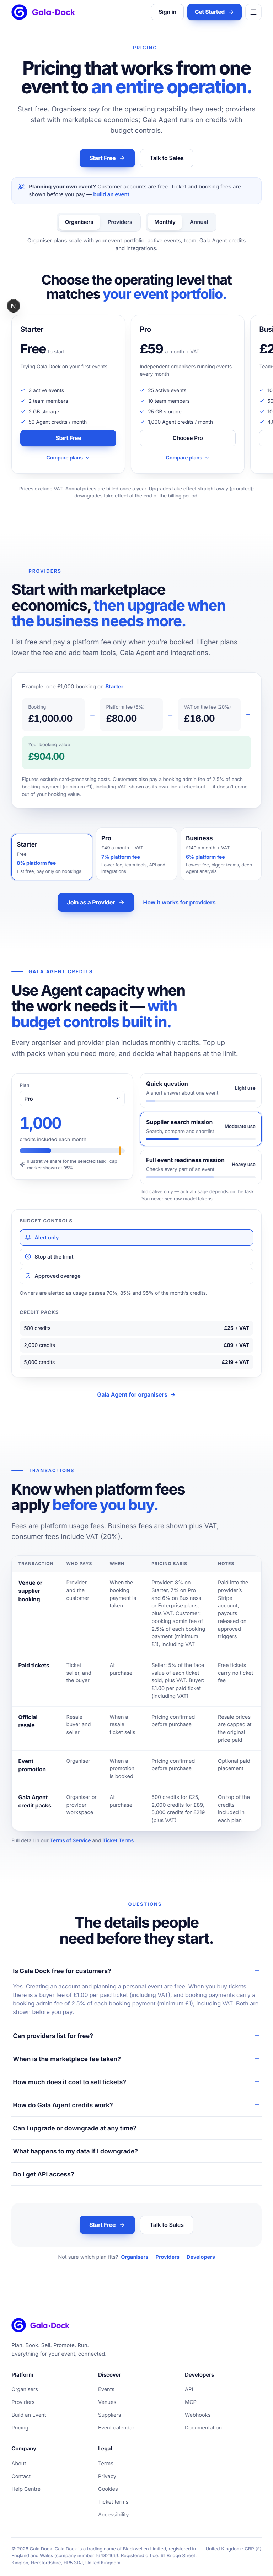 Gala·Dock
Sign in
Get Started
PRICING
Pricing that works from one
event to an entire operation.
Start free. Organisers pay for the operating capability they need; providers
start with marketplace economics; Gala Agent runs on credits with
budget controls.
Start Free
Talk to Sales
Planning your own event? Customer accounts are free. Ticket and booking fees are
shown before you pay — build an event.
Organisers
Providers
Monthly
Annual
Organiser plans scale with your event portfolio: active events, team, Gala Agent credits
and integrations.
Choose the operating level that
matches your event portfolio.
N
Starter
Free to start
Trying Gala Dock on your first events
3 active events
2 team members
2 GB storage
50 Agent credits / month
Start Free
Compare plans
Pro
£59 a month + VAT
Independent organisers running events
every month
25 active events
10 team members
25 GB storage
1,000 Agent credits / month
Choose Pro
Compare plans
Prices exclude VAT. Annual prices are billed once a year. Upgrades take effect straight away (prorated);
downgrades take effect at the end of the billing period.
PROVIDERS
Start with marketplace
economics, then upgrade when
the business needs more.
List free and pay a platform fee only when you're booked. Higher plans
lower the fee and add team tools, Gala Agent and integrations.
Example: one £1,000 booking on Starter
Booking
£1,000.00
–
Platform fee (8%)
£80.00
–
VAT on the fee (20%)
£16.00
=
Your booking value
£904.00
Figures exclude card-processing costs. Customers also pay a booking admin fee of 2.5% of each
booking payment (minimum £1), including VAT, shown as its own line at checkout — it doesn't come
out of your booking value.
Starter
Free
8% platform fee
List free, pay only on bookings
Pro
£49 a month + VAT
7% platform fee
Lower fee, team tools, API and
integrations
Business
£149 a month + VAT
6% platform fee
Lowest fee, bigger teams, deep
Agent analysis
Join as a Provider
How it works for providers
GALA AGENT CREDITS
Use Agent capacity when
the work needs it — with
budget controls built in.
Every organiser and provider plan includes monthly credits. Top up
with packs when you need more, and decide what happens at the limit.
Plan
Pro
1,000
credits included each month
Illustrative share for the selected task · cap
marker shown at 95%
Quick question
A short answer about one event
Light use
Supplier search mission
Search, compare and shortlist
Moderate use
Full event readiness mission
Checks every part of an event
Heavy use
Indicative only — actual usage depends on the task.
You never see raw model tokens.
BUDGET CONTROLS
Alert only
Stop at the limit
Approved overage
Owners are alerted as usage passes 70%, 85% and 95% of the month's credits.
CREDIT PACKS
500 credits £25 + VAT
2,000 credits £89 + VAT
5,000 credits £219 + VAT
Gala Agent for organisers
TRANSACTIONS
Know when platform fees
apply before you buy.
Fees are platform usage fees. Business fees are shown plus VAT;
consumer fees include VAT (20%).
TRANSACTION WHO PAYS WHEN PRICING BASIS NOTES
Venue or
supplier
booking
Provider,
and the
customer
When the
booking
payment is
taken
Provider: 8% on
Starter, 7% on Pro
and 6% on Business
or Enterprise plans,
plus VAT. Customer:
booking admin fee of
2.5% of each booking
payment (minimum
£1), including VAT
Paid into the
provider's
Stripe
account;
payouts
released on
approved
triggers
Paid tickets
Ticket
seller, and
the buyer
At
purchase
Seller: 5% of the face
value of each ticket
sold, plus VAT. Buyer:
£1.00 per paid ticket
(including VAT)
Free tickets
carry no ticket
fee
Official
resale
Resale
buyer and
seller
When a
resale
ticket sells
Pricing confirmed
before purchase
Resale prices
are capped at
the original
price paid
Event
promotion
Organiser
When a
promotion
is booked
Pricing confirmed
before purchase
Optional paid
placement
Gala Agent
credit packs
Organiser or
provider
workspace
At
purchase
500 credits for £25,
2,000 credits for £89,
5,000 credits for £219
(plus VAT)
On top of the
credits
included in
each plan
Full detail in our Terms of Service and Ticket Terms.
QUESTIONS
The details people
need before they start.
Is Gala Dock free for customers?
Yes. Creating an account and planning a personal event are free. When you buy tickets
there is a buyer fee of £1.00 per paid ticket (including VAT), and booking payments carry a
booking admin fee of 2.5% of each booking payment (minimum £1), including VAT. Both are
shown before you pay.
Can providers list for free?
When is the marketplace fee taken?
How much does it cost to sell tickets?
How do Gala Agent credits work?
Can I upgrade or downgrade at any time?
What happens to my data if I downgrade?
Do I get API access?
Start Free
Talk to Sales
Not sure which plan fits? Organisers · Providers · Developers
Gala·Dock
Plan. Book. Sell. Promote. Run.
Everything for your event, connected.
Platform
Organisers
Providers
Build an Event
Pricing
Discover
Events
Venues
Suppliers
Event calendar
Developers
API
MCP
Webhooks
Documentation
Company
About
Contact
Help Centre
Legal
Terms
Privacy
Cookies
Ticket terms
Accessibility